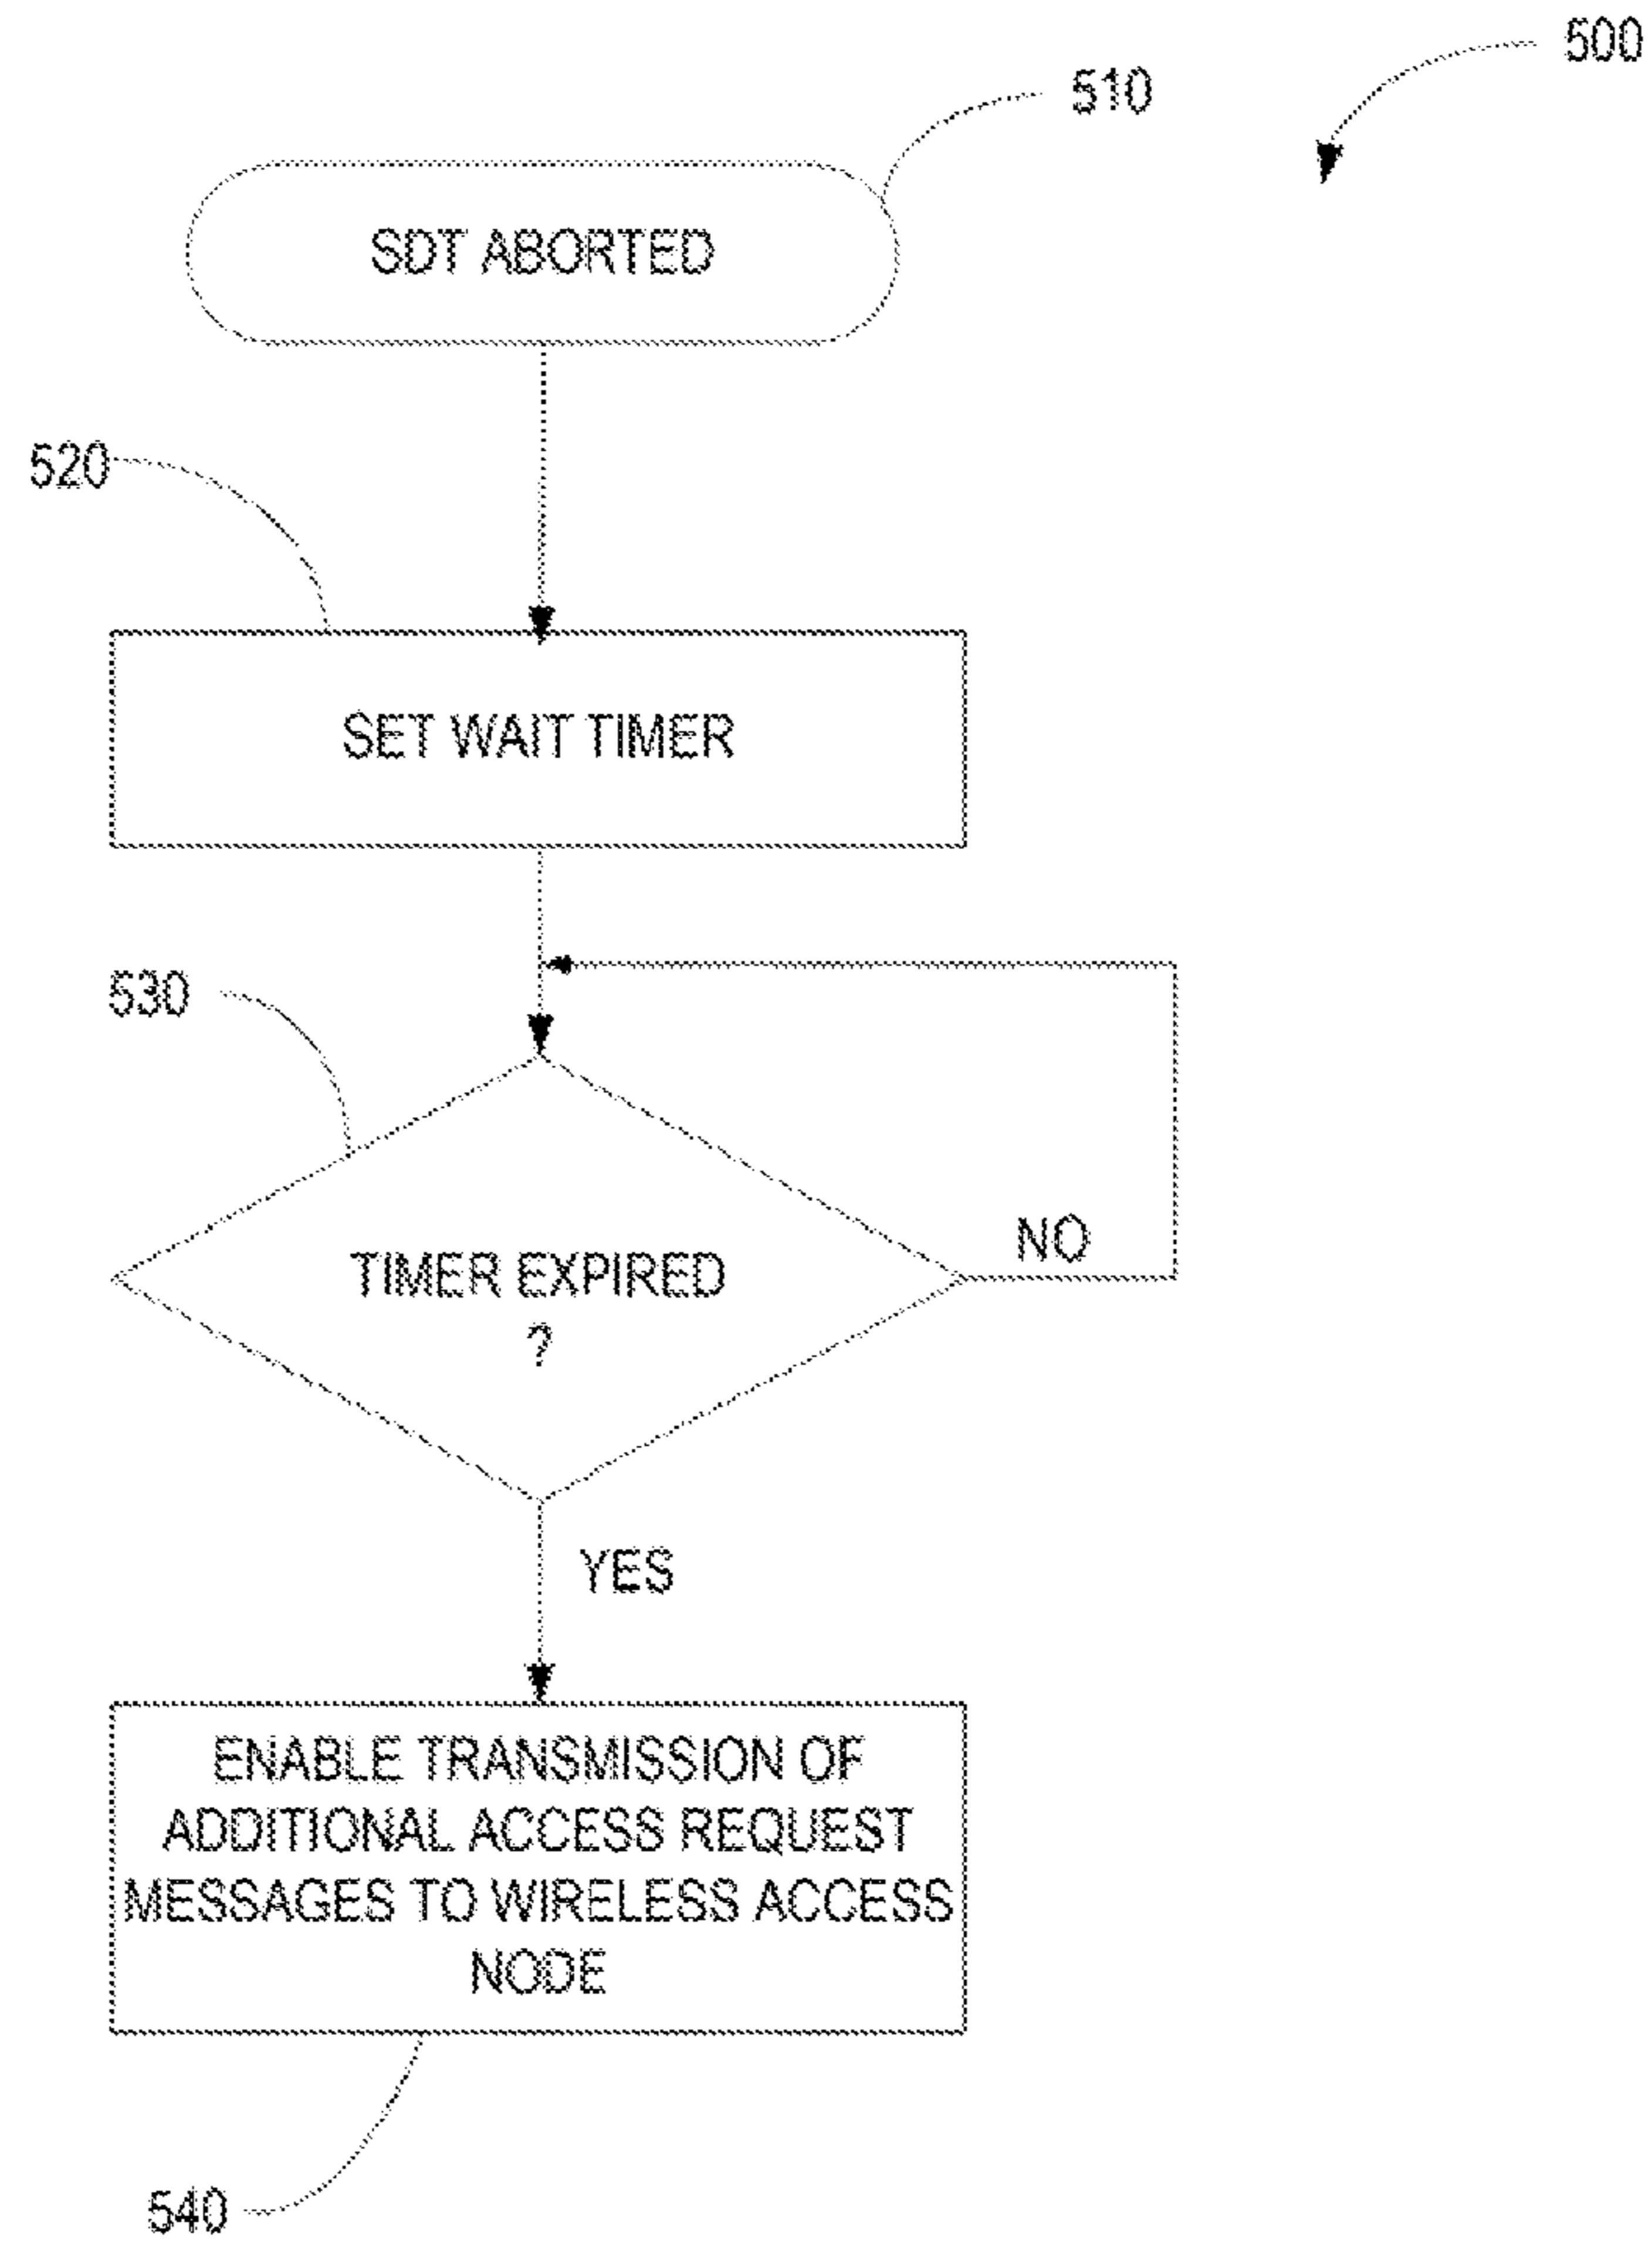 500
510
SDT ABORTED
520
SET WAIT TIMER
530
NO
TIMER EXPIRED
?
YES
ENABLE TRANSMISSION OF
ADDITIONAL ACCESS REQUEST
MESSAGES TO WIRELESS ACCESS
NODE
540